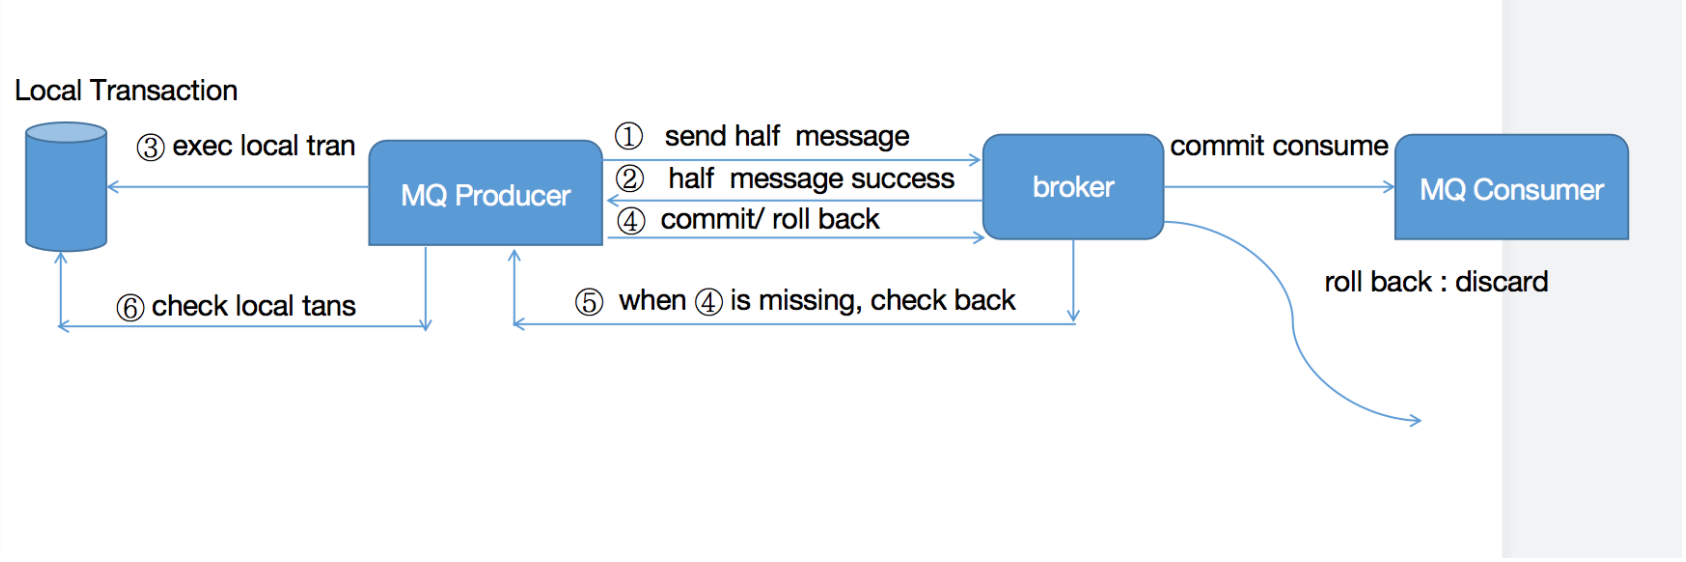 Local Transaction
③ exec local tran
MQ Producer
① send half message
② half message success
④ commit/ roll back
broker
commit consume
MQ Consumer
roll back : discard
⑤ when ④ is missing, check back
⑥ check local tans